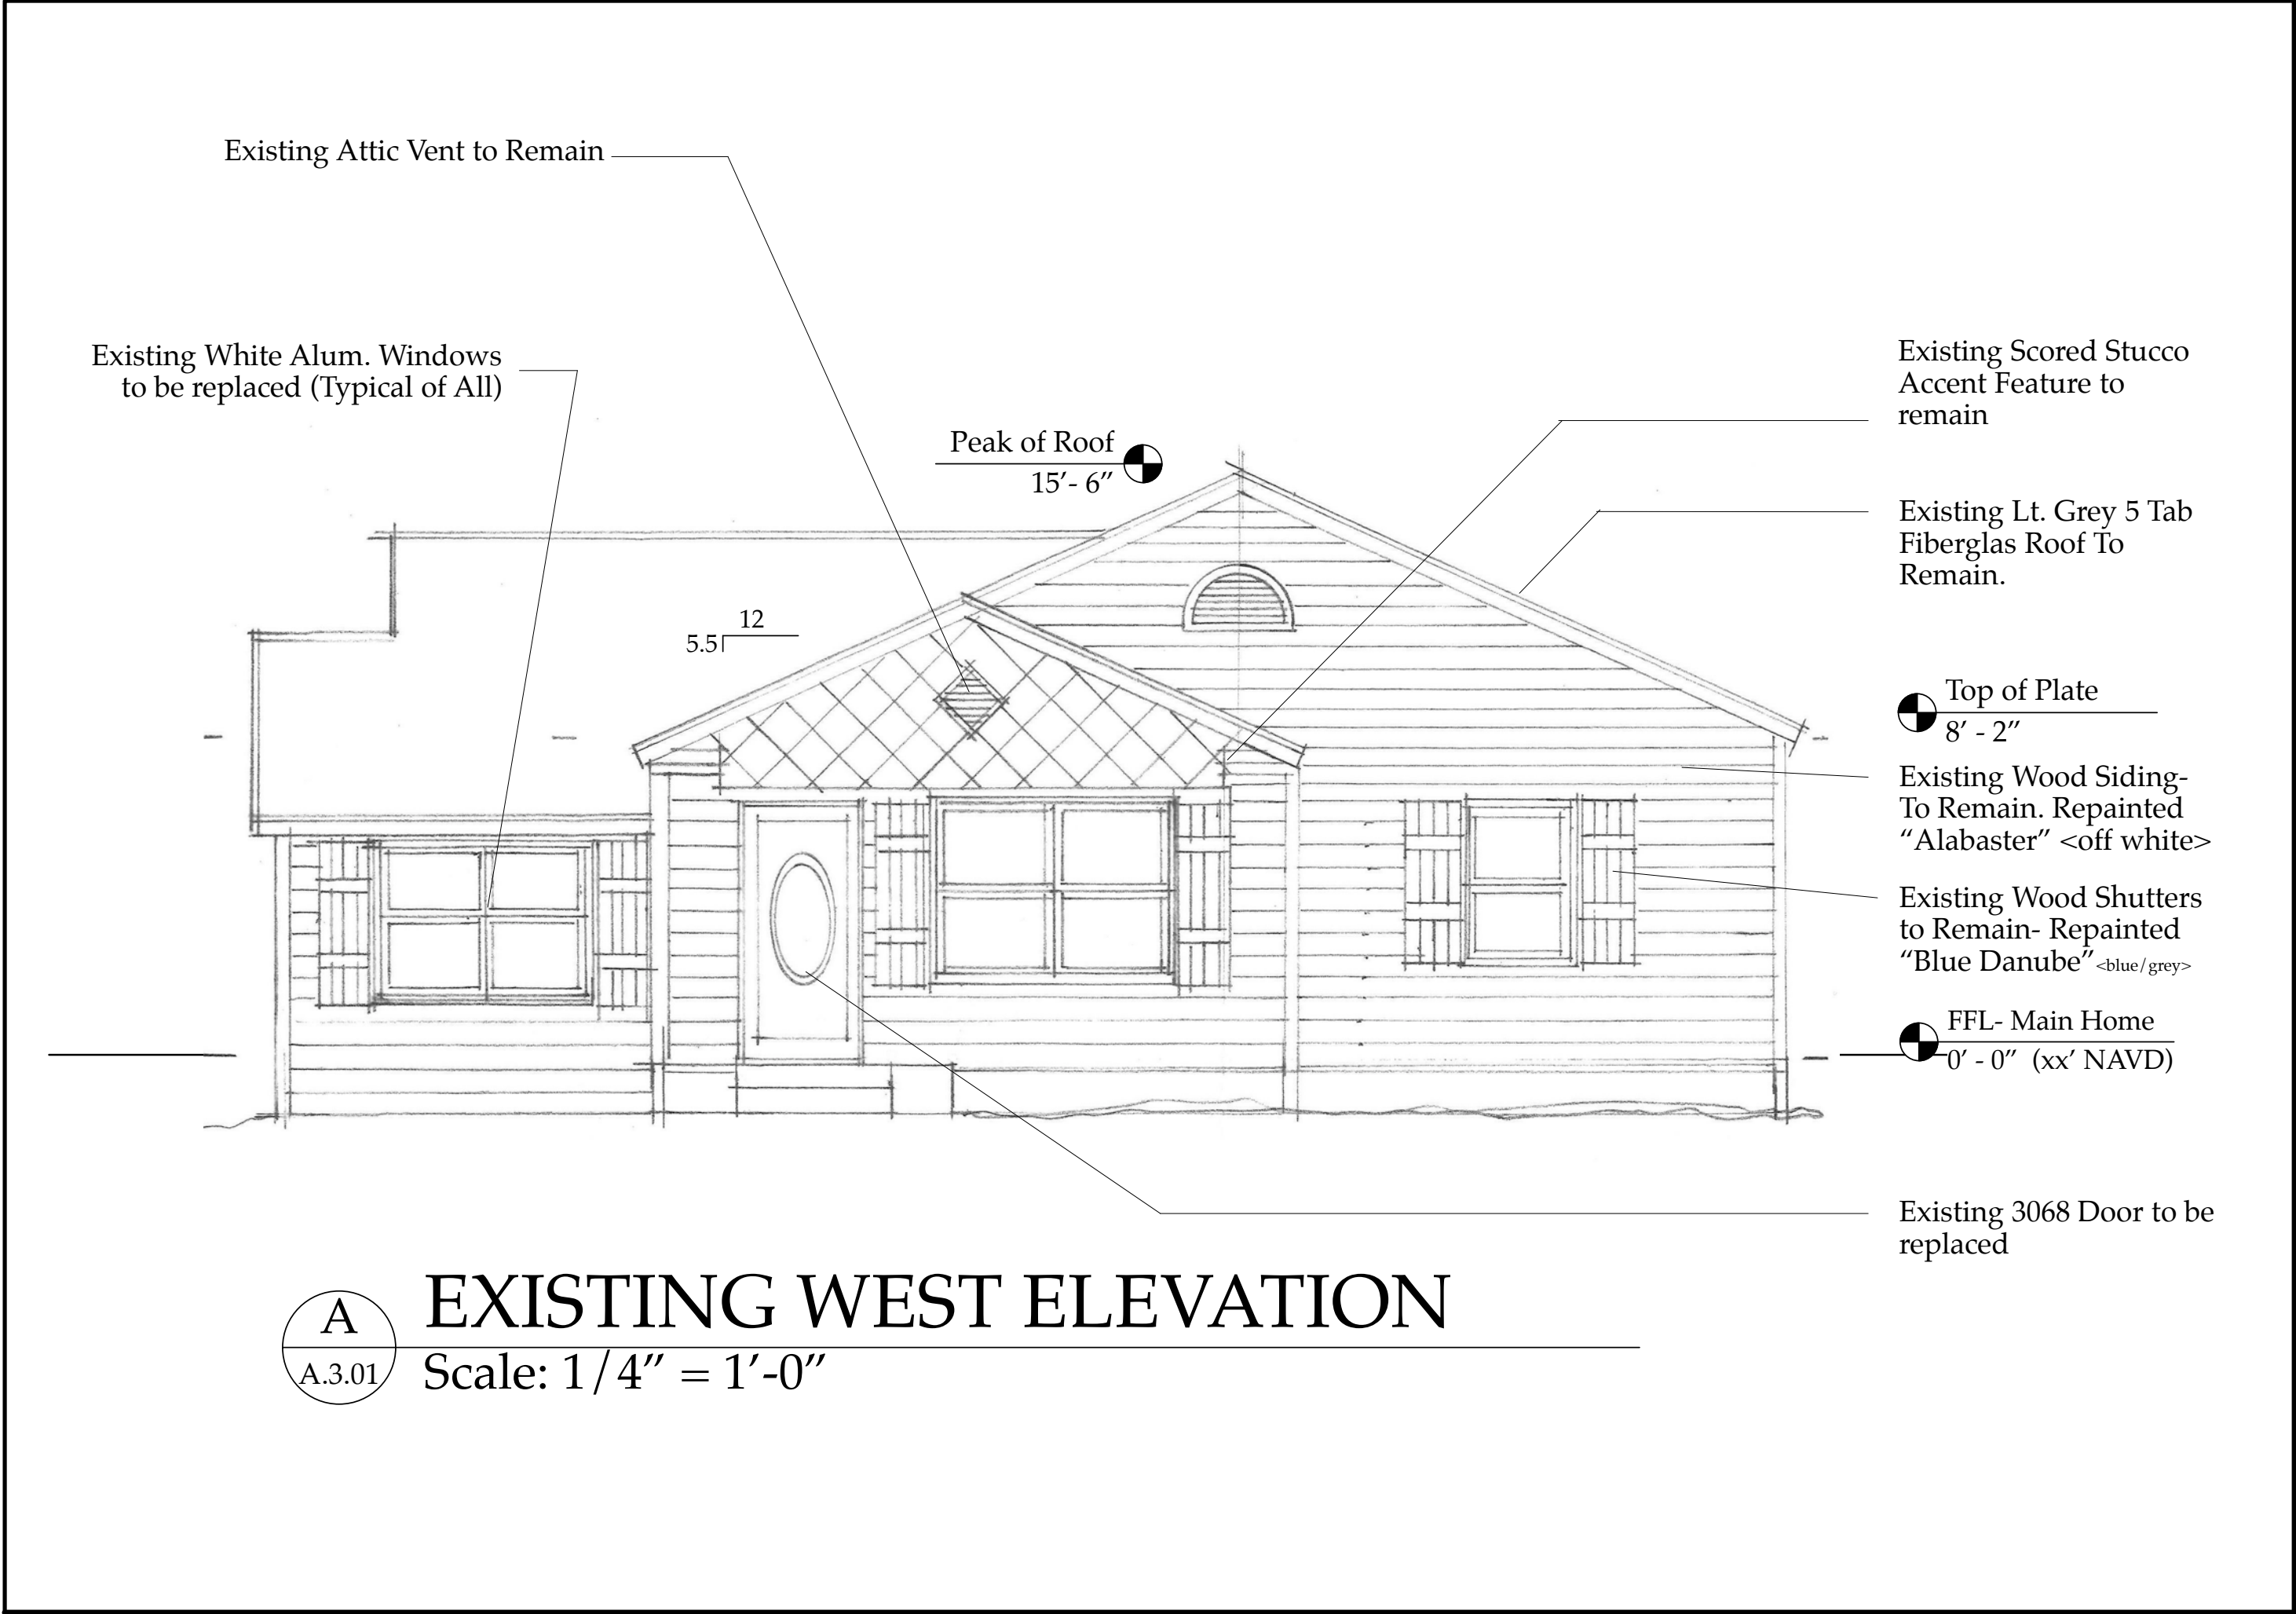 Existing Attic Vent to Remain
Existing White Alum. Windows
to be replaced (Typical of All)
Peak of Roof
15′- 6″
12
5.5
Existing Scored Stucco
Accent Feature to
remain
Existing Lt. Grey 5 Tab
Fiberglas Roof To
Remain.
Top of Plate
8′ - 2″
Existing Wood Siding-
To Remain. Repainted
“Alabaster” <off white>
Existing Wood Shutters
to Remain- Repainted
“Blue Danube”<blue/grey>
FFL- Main Home
0′ - 0″ (xx′ NAVD)
Existing 3068 Door to be
replaced
A
A.3.01
EXISTING WEST ELEVATION
Scale: 1/4″ = 1′-0″